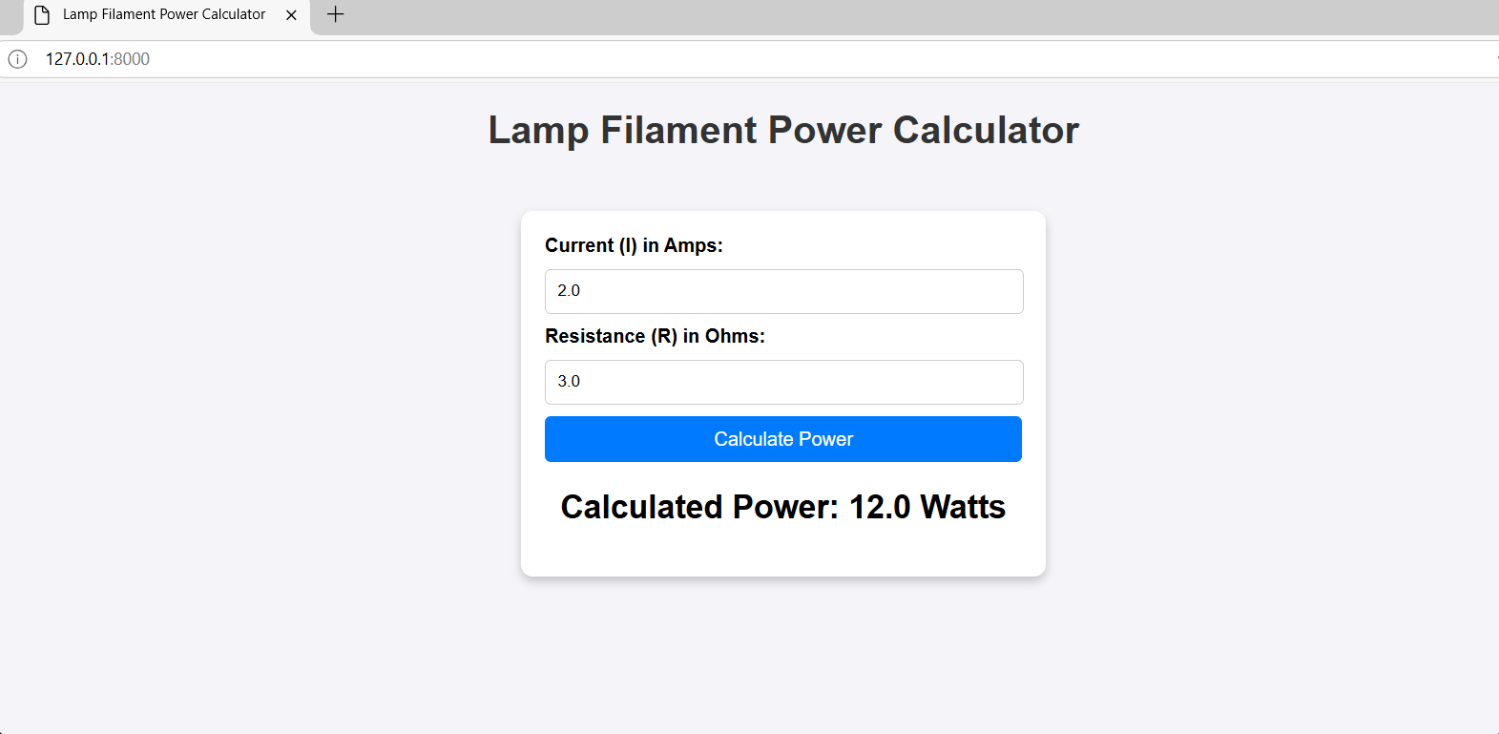 Lamp Filament Power Calculator
127.0.0.1:8000
Lamp Filament Power Calculator
Current (I) in Amps:
2.0
Resistance (R) in Ohms:
3.0
Calculate Power
Calculated Power: 12.0 Watts